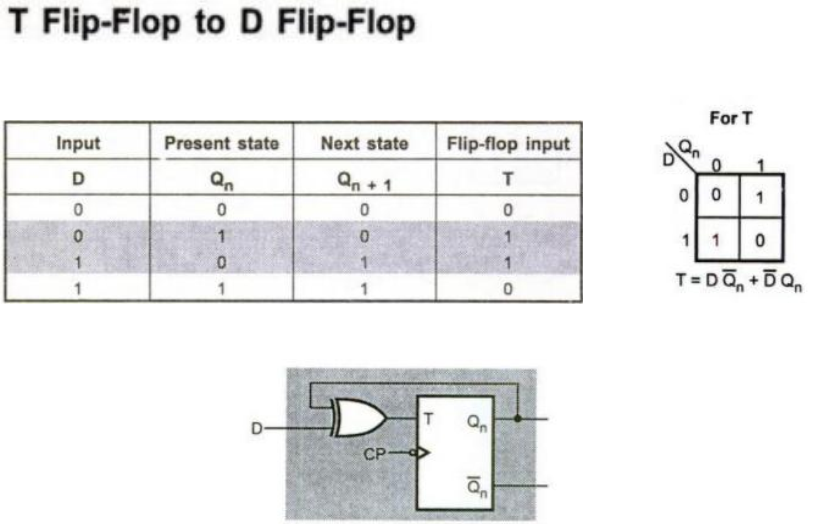 T Flip-Flop to D Flip-Flop
Input Present state Next state Flip-flop input
D Qn Qn + 1 T
0 0 0 0
0 1 0 1
1 0 1 1
1 1 1 0
For T
D Qn 0 1
0 0 1
1 1 0
T = D Q̅n + D̅ Qn
D
CP
T Qn
Q̅n